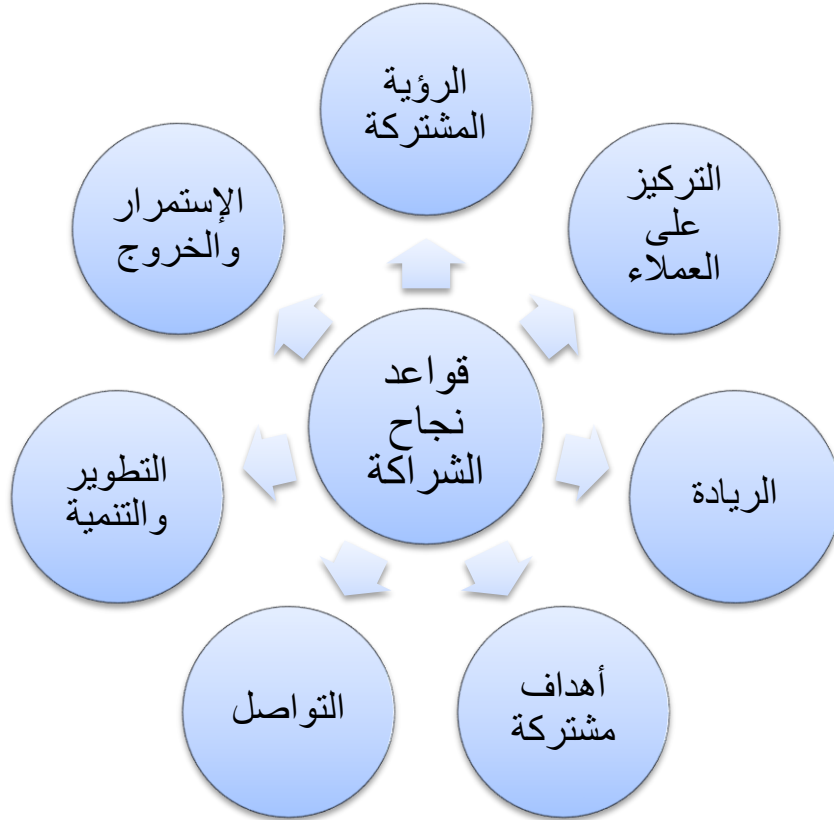 الرؤية
المشتركة
التركيز
على
العملاء
الريادة
أهداف
مشتركة
التواصل
التطوير
والتنمية
الإستمرار
والخروج
قواعد
نجاح
الشراكة